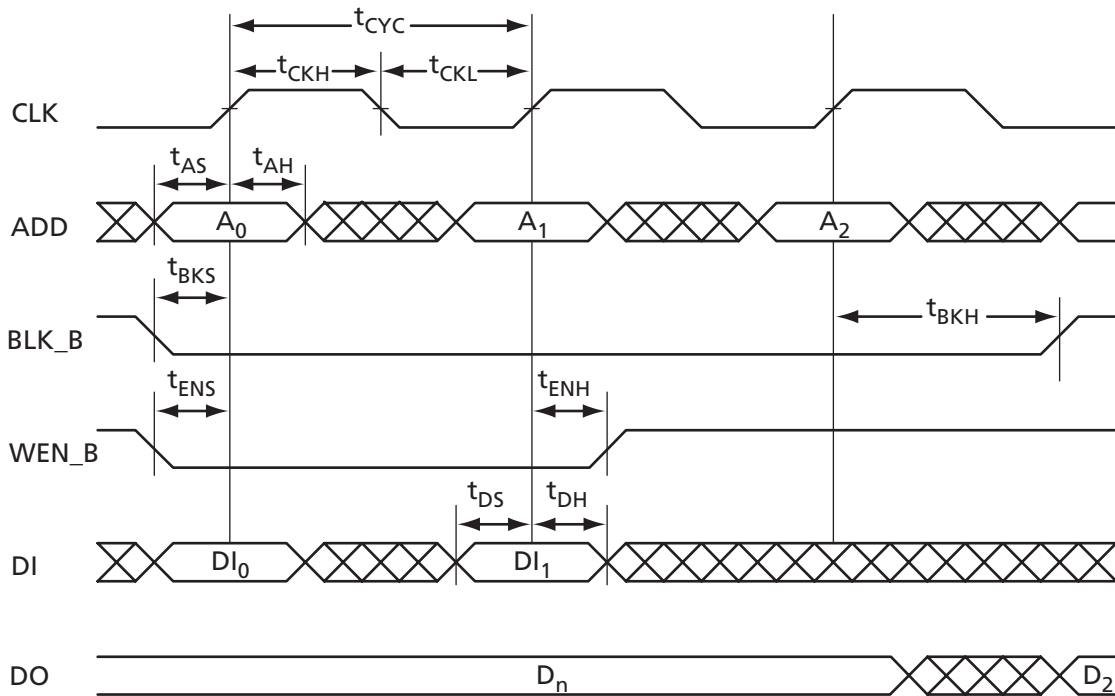 tCYC
tCKH tCKL
CLK
tAS tAH
ADD A0 A1 A2
tBKS
BLK_B tBKH
tENS tENH
WEN_B
tDS tDH
DI DI0 DI1
DO Dn D2